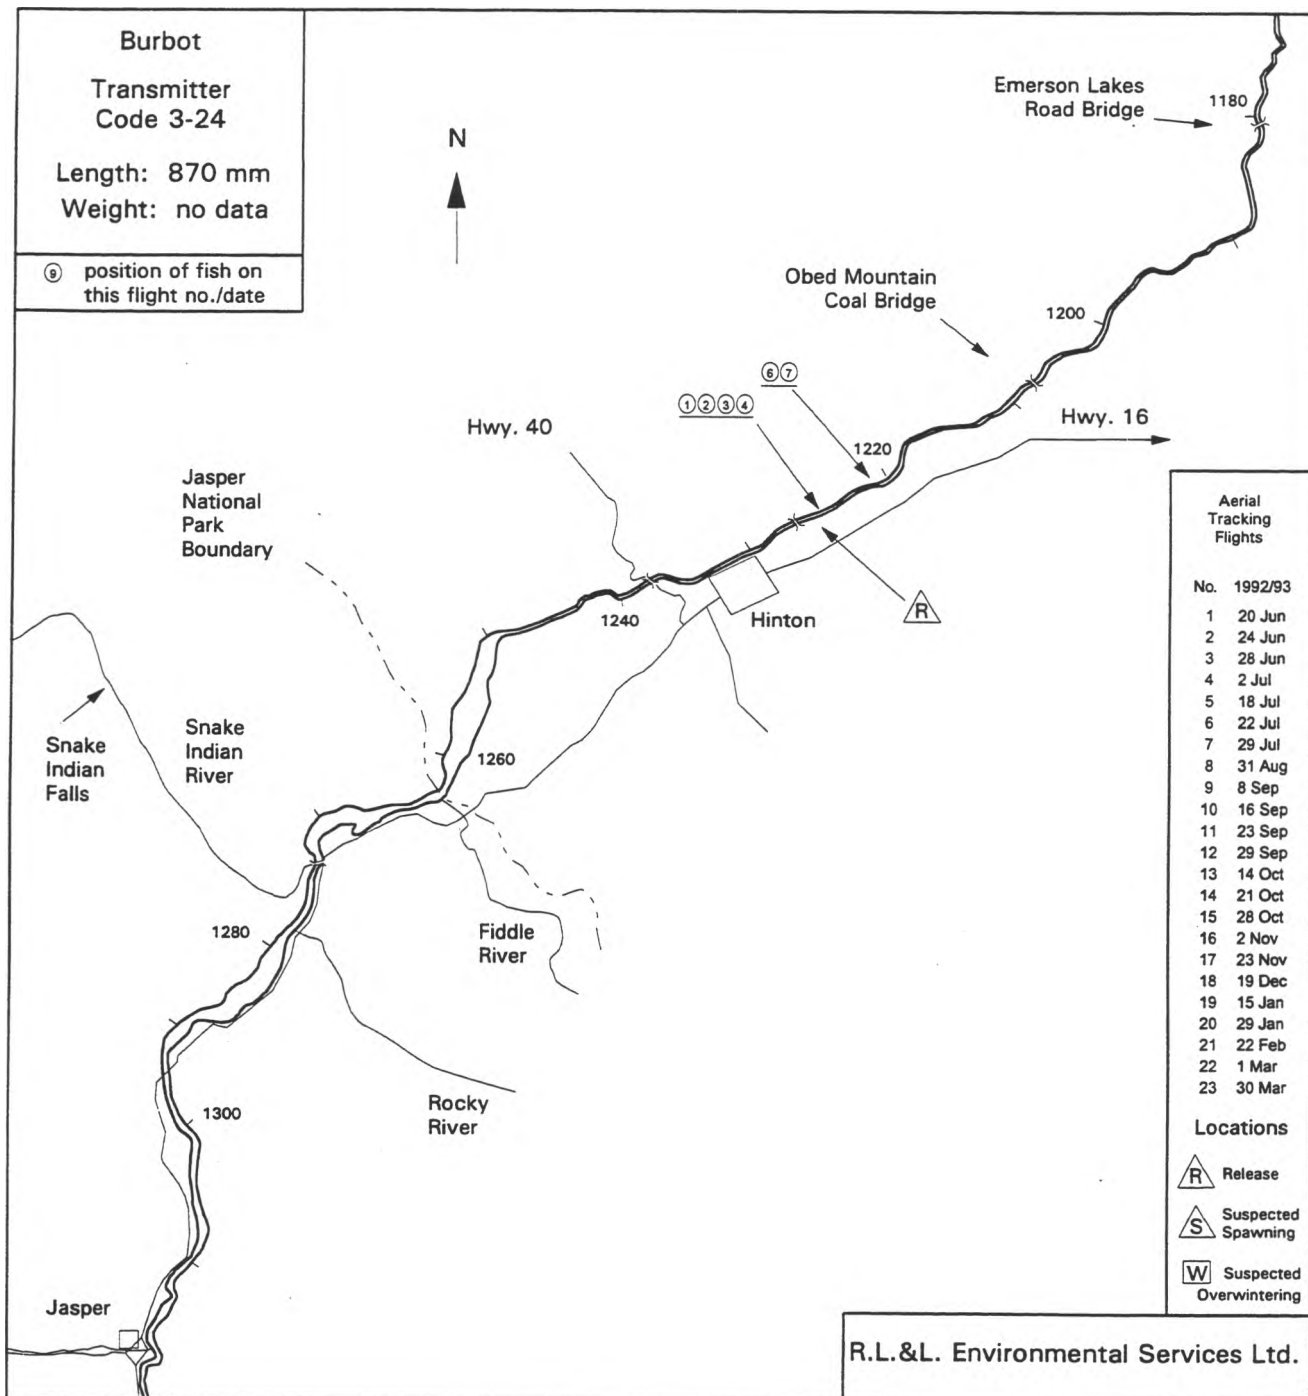 Burbot
Transmitter
Code 3-24
Length: 870 mm
Weight: no data
⑨ position of fish on
this flight no./date
N
Emerson Lakes
Road Bridge
1180
Obed Mountain
Coal Bridge
1200
⑥⑦
①②③④
Hwy. 40
Hwy. 16
1220
Jasper
National
Park
Boundary
R
Hinton
1240
Snake
Indian
Falls
Snake
Indian
River
1260
1280
Fiddle
River
Rocky
River
1300
Jasper
Aerial
Tracking
Flights
No. 1992/93
1 20 Jun
2 24 Jun
3 28 Jun
4 2 Jul
5 18 Jul
6 22 Jul
7 29 Jul
8 31 Aug
9 8 Sep
10 16 Sep
11 23 Sep
12 29 Sep
13 14 Oct
14 21 Oct
15 28 Oct
16 2 Nov
17 23 Nov
18 19 Dec
19 15 Jan
20 29 Jan
21 22 Feb
22 1 Mar
23 30 Mar
Locations
R Release
S Suspected
Spawning
W Suspected
Overwintering
R.L.&L. Environmental Services Ltd.